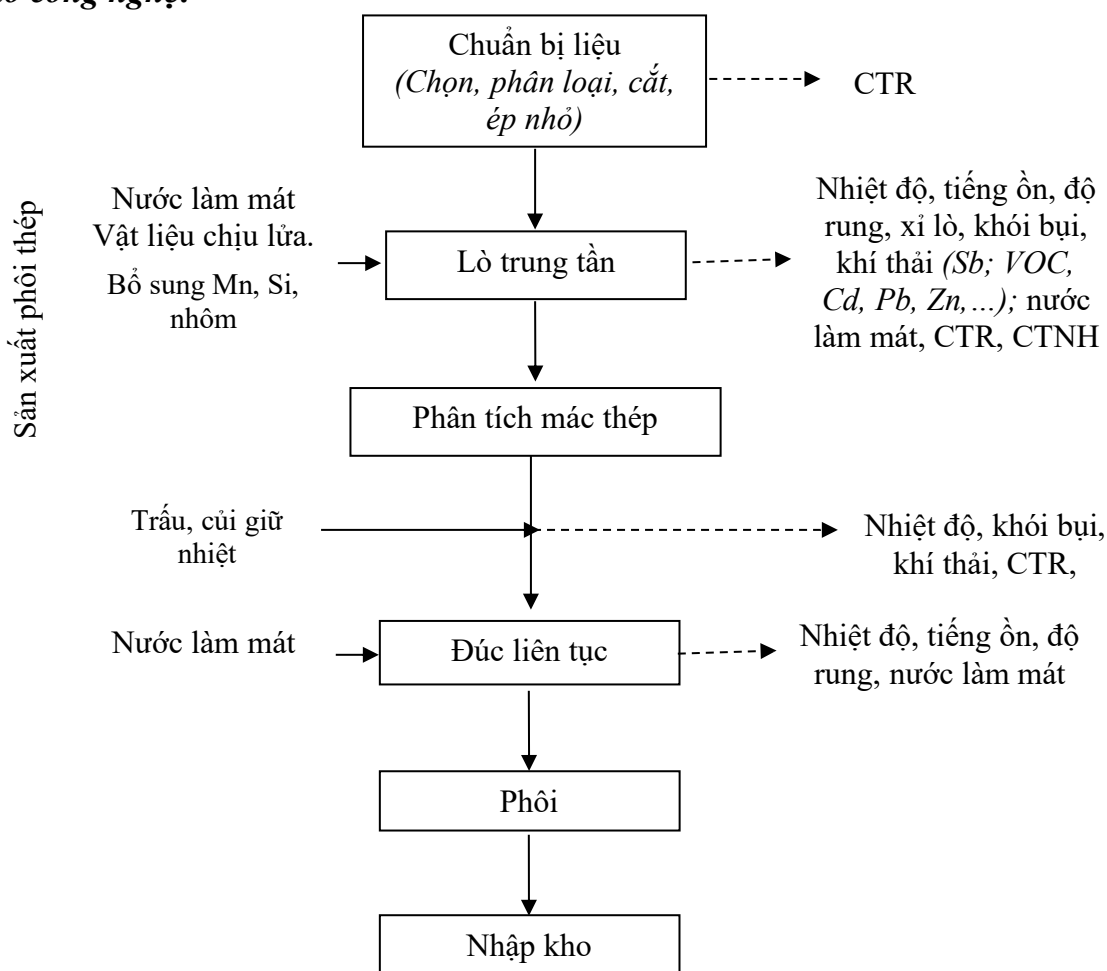 công nghệ.
Chuẩn bị liệu
(Chọn, phân loại, cắt,
ép nhỏ)
CTR
Sản xuất phôi thép
Nước làm mát
Vật liệu chịu lửa.
Bổ sung Mn, Si,
nhôm
Lò trung tần
Nhiệt độ, tiếng ồn, độ
rung, xỉ lò, khói bụi,
khí thải (Sb; VOC,
Cd, Pb, Zn,…); nước
làm mát, CTR, CTNH
Phân tích mác thép
Trấu, củi giữ
nhiệt
Nhiệt độ, khói bụi,
khí thải, CTR,
Nước làm mát
Đúc liên tục
Nhiệt độ, tiếng ồn, độ
rung, nước làm mát
Phôi
Nhập kho